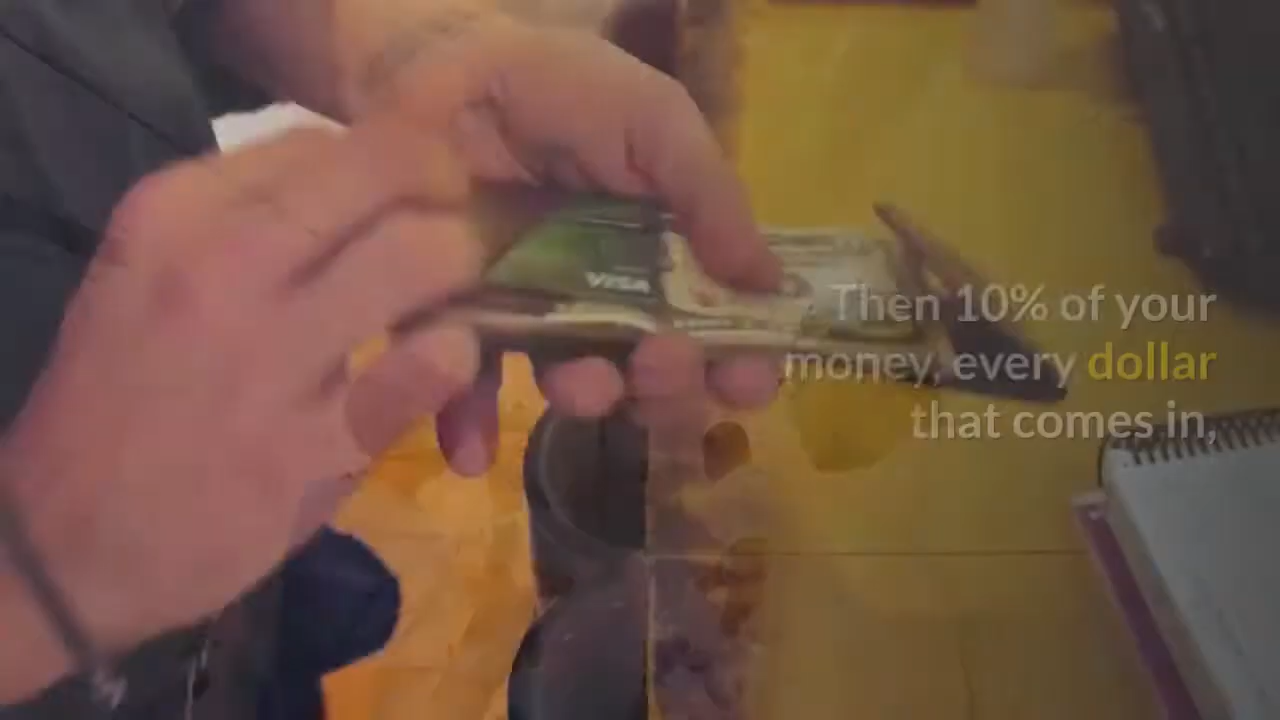 VISA
Then 10% of your
money, every dollar
that comes in,